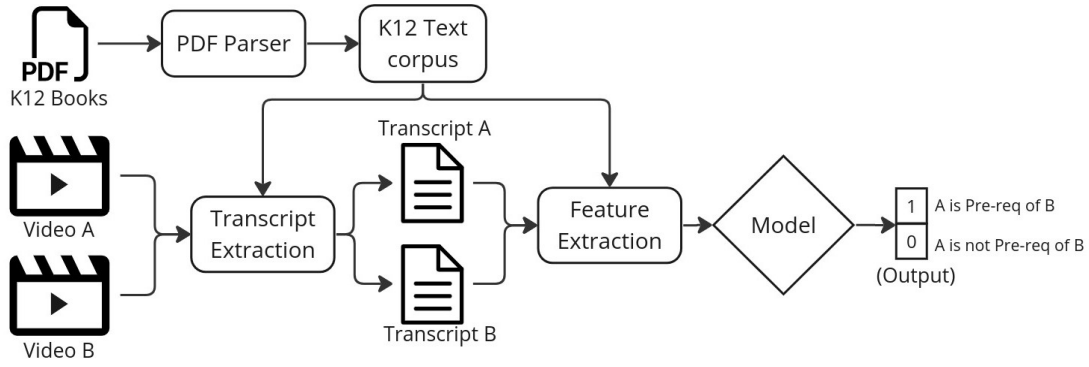 PDF
K12 Books
PDF Parser
K12 Text
corpus
Video A
Video B
Transcript
Extraction
Transcript A
Transcript B
Feature
Extraction
Model
1
A is Pre-req of B
0
A is not Pre-req of B
(Output)